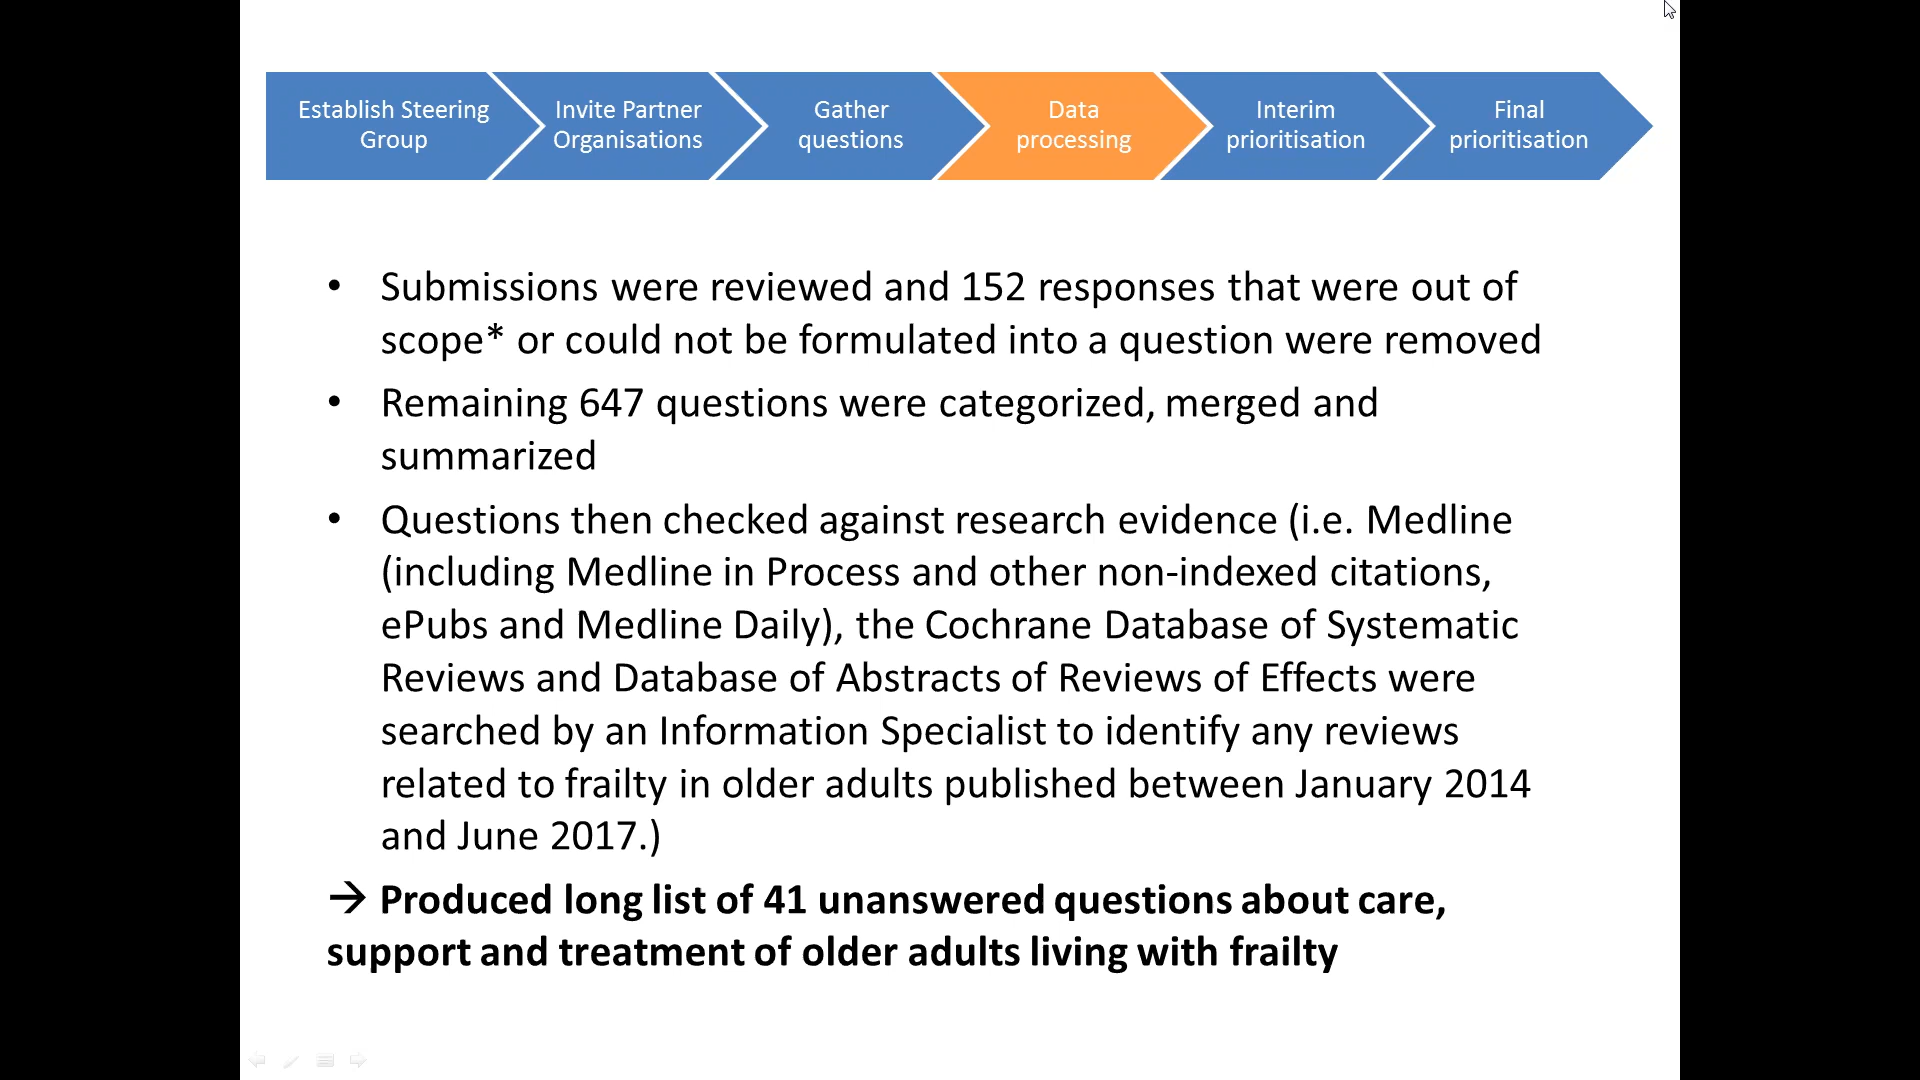 Establish Steering
Group
Invite Partner
Organisations
Gather
questions
Data
processing
Interim
prioritisation
Final
prioritisation
• Submissions were reviewed and 152 responses that were out of
scope* or could not be formulated into a question were removed
• Remaining 647 questions were categorized, merged and
summarized
• Questions then checked against research evidence (i.e. Medline
(including Medline in Process and other non-indexed citations,
ePubs and Medline Daily), the Cochrane Database of Systematic
Reviews and Database of Abstracts of Reviews of Effects were
searched by an Information Specialist to identify any reviews
related to frailty in older adults published between January 2014
and June 2017.)
→ Produced long list of 41 unanswered questions about care,
support and treatment of older adults living with frailty